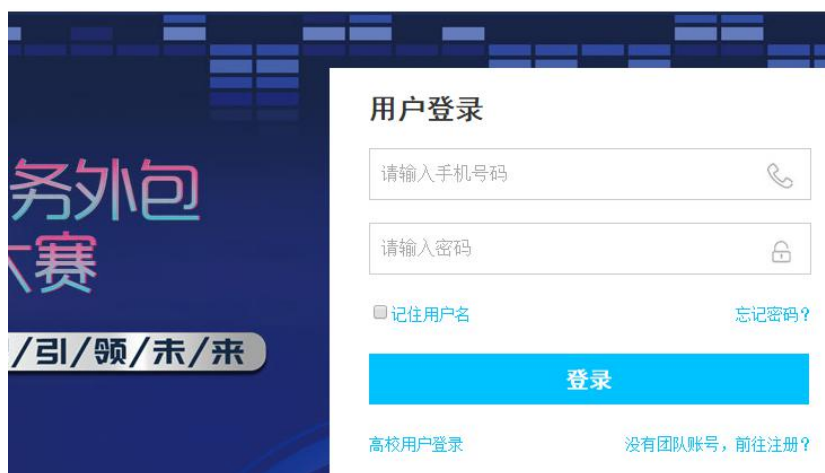 用户登录
请输入手机号码
务外包
请输入密码
大赛
记住用户名
忘记密码?
/引/领/未/来
登录
高校用户登录
没有团队账号，前往注册?